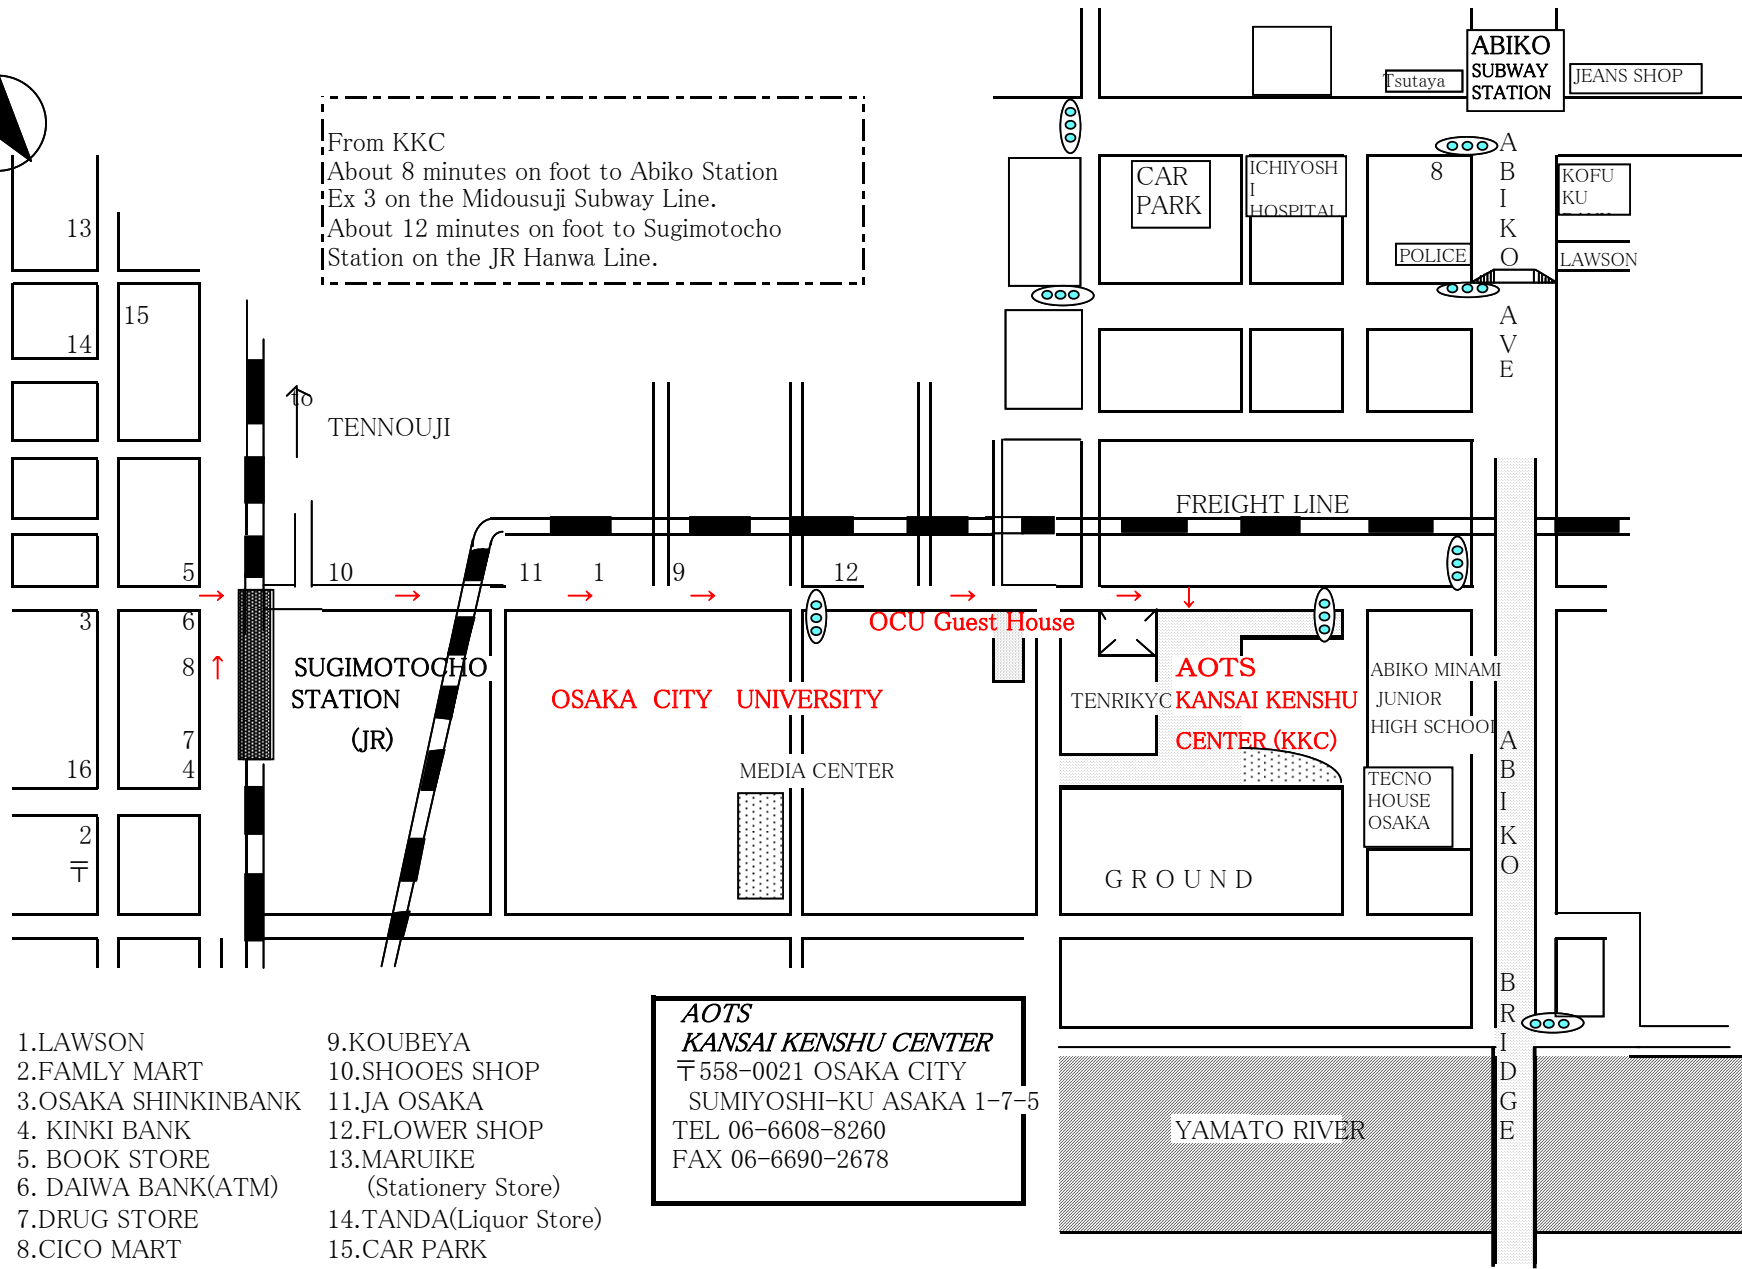 ABIKO
SUBWAY
STATION
Tsutaya
JEANS SHOP
From KKC
About 8 minutes on foot to Abiko Station
Ex 3 on the Midousuji Subway Line.
About 12 minutes on foot to Sugimotocho
Station on the JR Hanwa Line.
CAR
PARK
ICHIYOSH
I
HOSPITAL
8
KOFU
KU
POLICE
LAWSON
ABIKO AVE
13
15
14
to
TENNOUJI
FREIGHT LINE
5
10
11
1
9
12
3
6
8
7
4
16
2
〒
OCU Guest House
SUGIMOTOCHO
STATION
(JR)
OSAKA CITY UNIVERSITY
MEDIA CENTER
TENRIKYO
AOTS
KANSAI KENSHU
CENTER (KKC)
ABIKO MINAMI
JUNIOR
HIGH SCHOOL
TECNO
HOUSE
OSAKA
GROUND
ABIKO BRIDGE
YAMATO RIVER
1.LAWSON
2.FAMLY MART
3.OSAKA SHINKINBANK
4. KINKI BANK
5. BOOK STORE
6. DAIWA BANK(ATM)
7.DRUG STORE
8.CICO MART
9.KOUBEYA
10.SHOOES SHOP
11.JA OSAKA
12.FLOWER SHOP
13.MARUIKE
(Stationery Store)
14.TANDA(Liquor Store)
15.CAR PARK
AOTS
KANSAI KENSHU CENTER
〒558-0021 OSAKA CITY
SUMIYOSHI-KU ASAKA 1-7-5
TEL 06-6608-8260
FAX 06-6690-2678